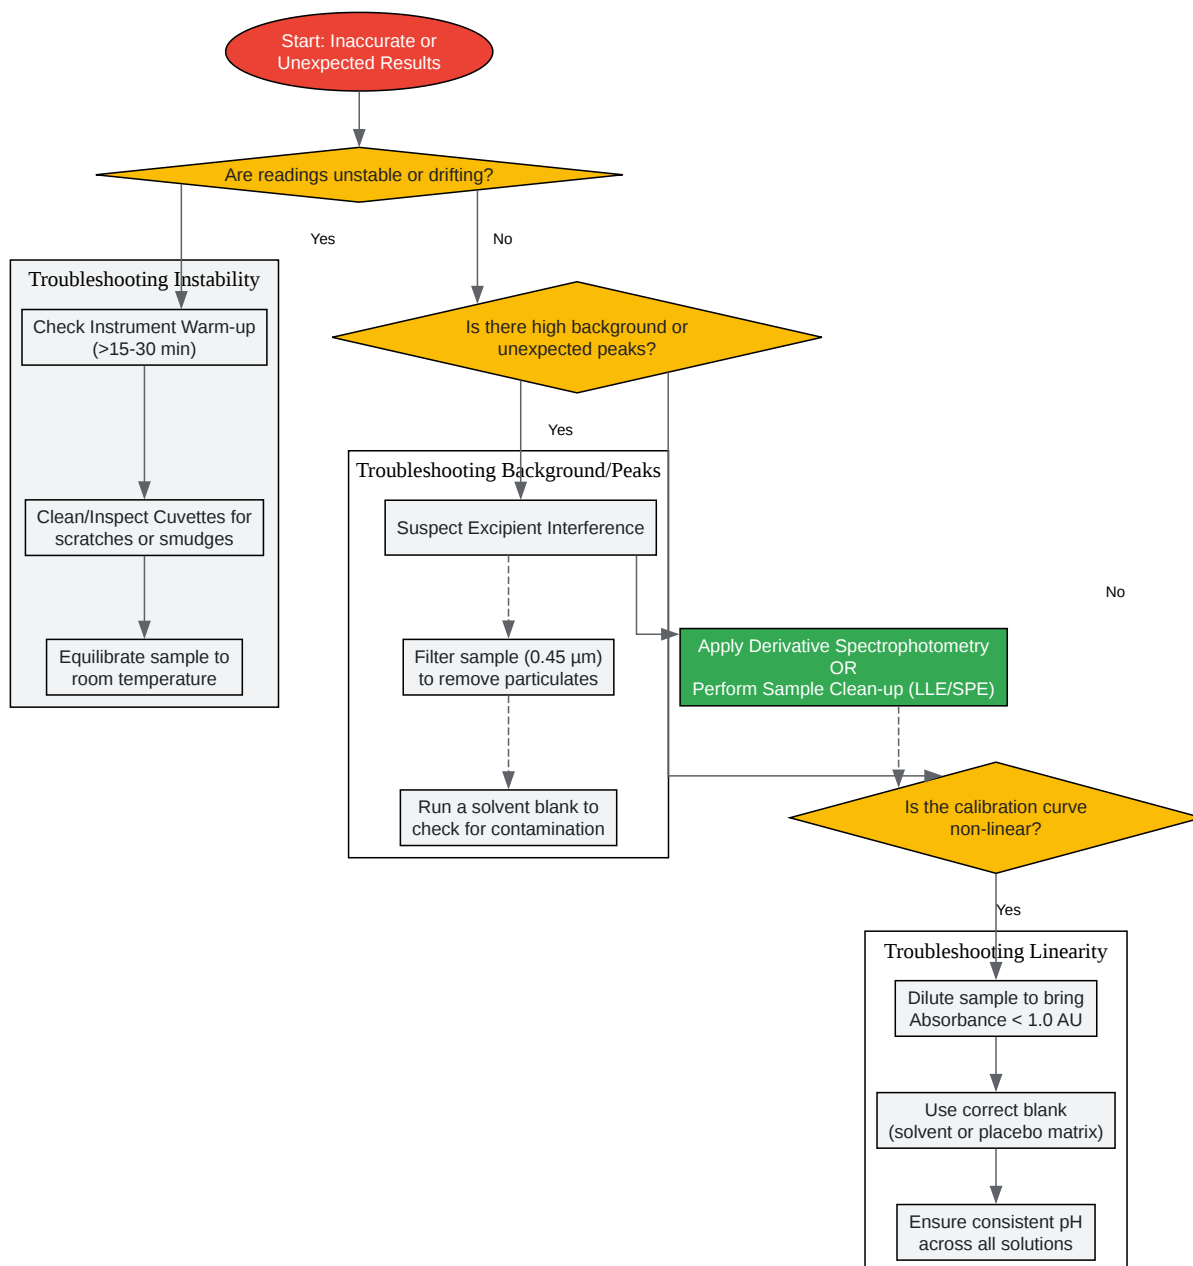 Start: Inaccurate or
Unexpected Results
Are readings unstable or drifting?
Yes
No
Troubleshooting Instability
Check Instrument Warm-up
(>15-30 min)
Clean/Inspect Cuvettes for
scratches or smudges
Equilibrate sample to
room temperature
Is there high background or
unexpected peaks?
Yes
No
Troubleshooting Background/Peaks
Suspect Excipient Interference
Filter sample (0.45 µm)
to remove particulates
Run a solvent blank to
check for contamination
Apply Derivative Spectrophotometry
OR
Perform Sample Clean-up (LLE/SPE)
Is the calibration curve
non-linear?
Yes
Troubleshooting Linearity
Dilute sample to bring
Absorbance < 1.0 AU
Use correct blank
(solvent or placebo matrix)
Ensure consistent pH
across all solutions